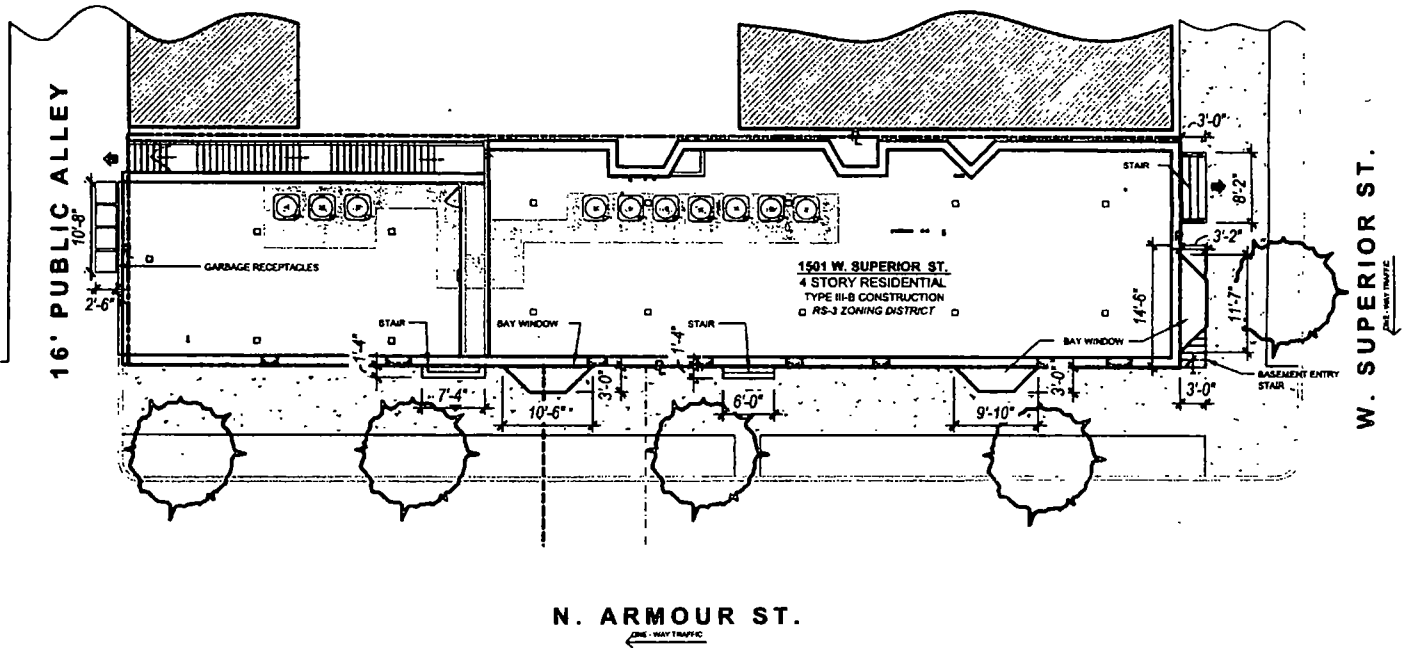 16' PUBLIC ALLEY
10'-8"
2'-6"
GARBAGE RECEPTACLES
STAIR
1'-4"
7'-4"
BAY WINDOW
10'-6"
3'-0"
STAIR
1'-4"
6'-0"
1501 W. SUPERIOR ST.
4 STORY RESIDENTIAL
TYPE III-B CONSTRUCTION
RS-3 ZONING DISTRICT
BAY WINDOW
9'-10"
3'-0"
STAIR
3'-0"
8'-2"
3'-2"
14'-6"
11'-7"
BASEMENT ENTRY
STAIR
3'-0"
W. SUPERIOR ST.
ONE-WAY TRAFFIC
N. ARMOUR ST.
ONE-WAY TRAFFIC